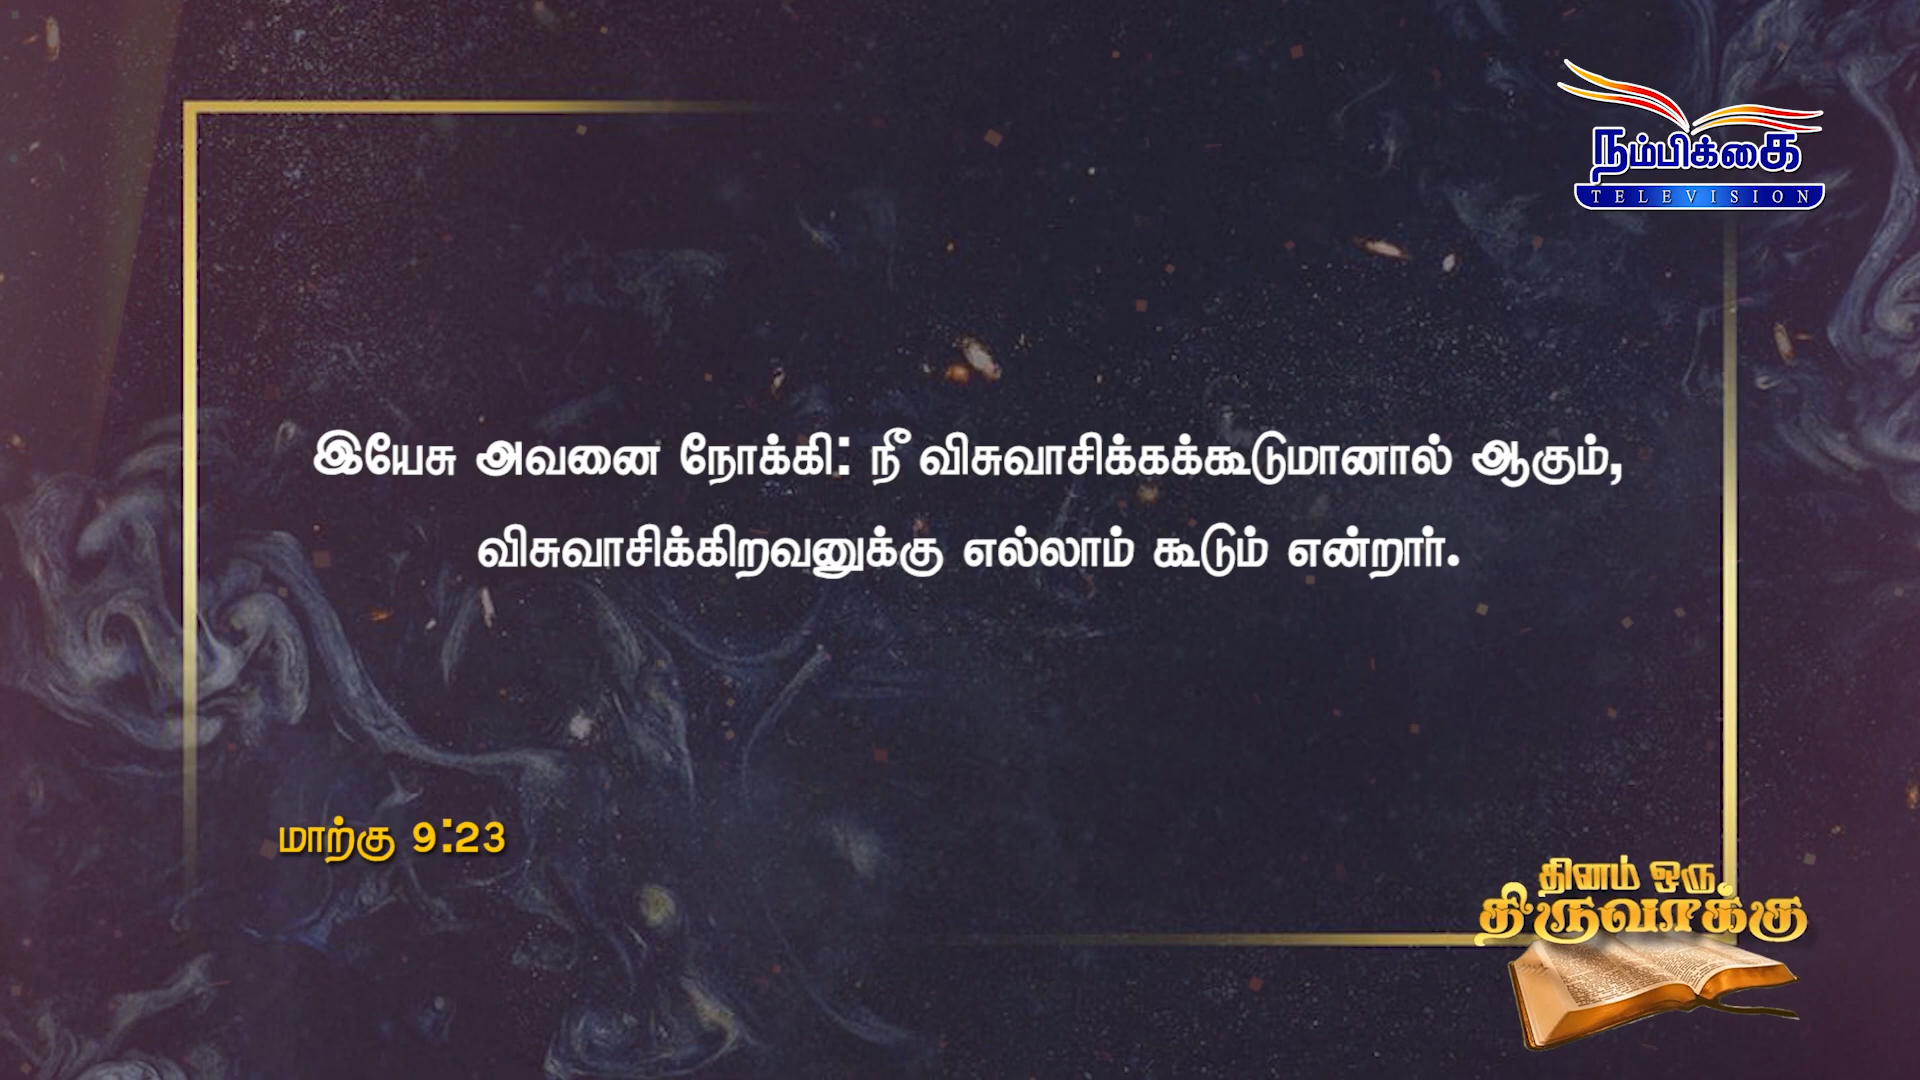 நம்பிக்கை
TELEVISION
இயேசு அவனை நோக்கி: நீ விசுவாசிக்கக்கூடுமானால் ஆகும்,
விசுவாசிக்கிறவனுக்கு எல்லாம் கூடும் என்றார்.
மாற்கு 9:23
தினம் ஒரு
திருவாக்கு